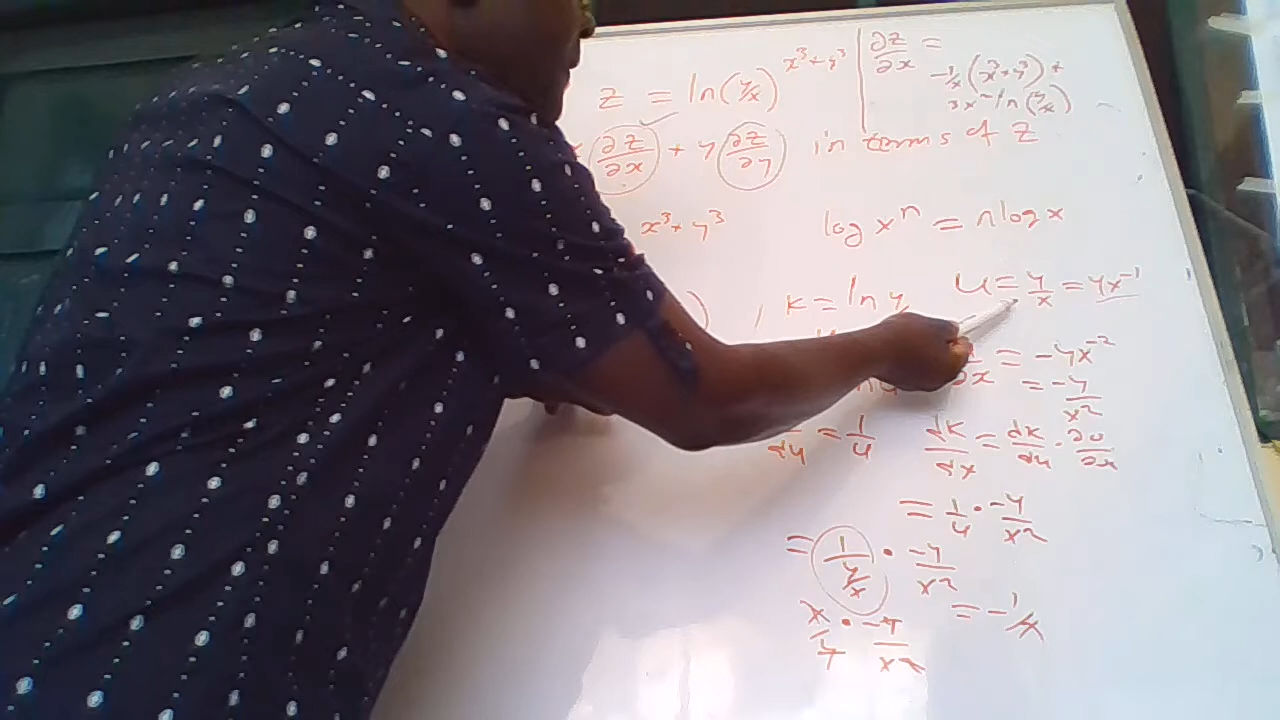 z = ln(y/x)^{x³+y³}
∂z/∂x =
-1/x (x³+y³) +
3x² ln(y/x)
∂z/∂x + y ∂z/∂y in terms of z
x³+y³
log xⁿ = n log x
K = ln y
u = y/x = yx⁻¹
∂x = -yx⁻²
= -y/x²
du = 1/u
dK/dx = dK/du · ∂u/∂x
= 1/u · -y/x²
= 1/(y/x) · -y/x²
= -1/x
x/y · -y/x²